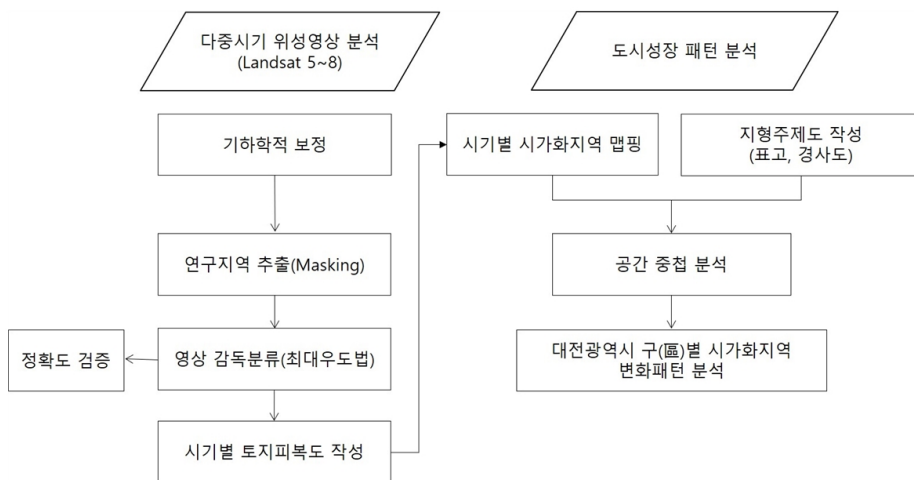 다중시기 위성영상 분석
(Landsat 5~8)
기하학적 보정
연구지역 추출(Masking)
정확도 검증
영상 감독분류(최대우도법)
시기별 토지피복도 작성
도시성장 패턴 분석
시기별 시가화지역 맵핑
지형주제도 작성
(표고, 경사도)
공간 중첩 분석
대전광역시 구(區)별 시가화지역
변화패턴 분석